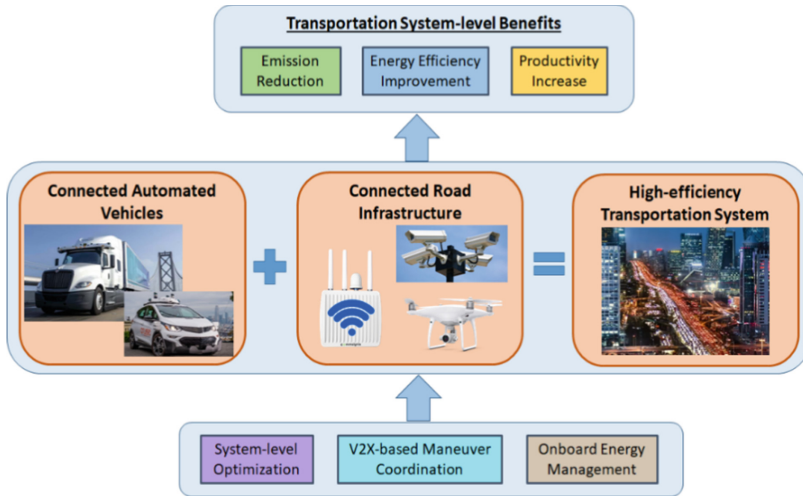 Transportation System-level Benefits
Emission
Reduction
Energy Efficiency
Improvement
Productivity
Increase
Connected Automated
Vehicles
Connected Road
Infrastructure
High-efficiency
Transportation System
System-level
Optimization
V2X-based Maneuver
Coordination
Onboard Energy
Management